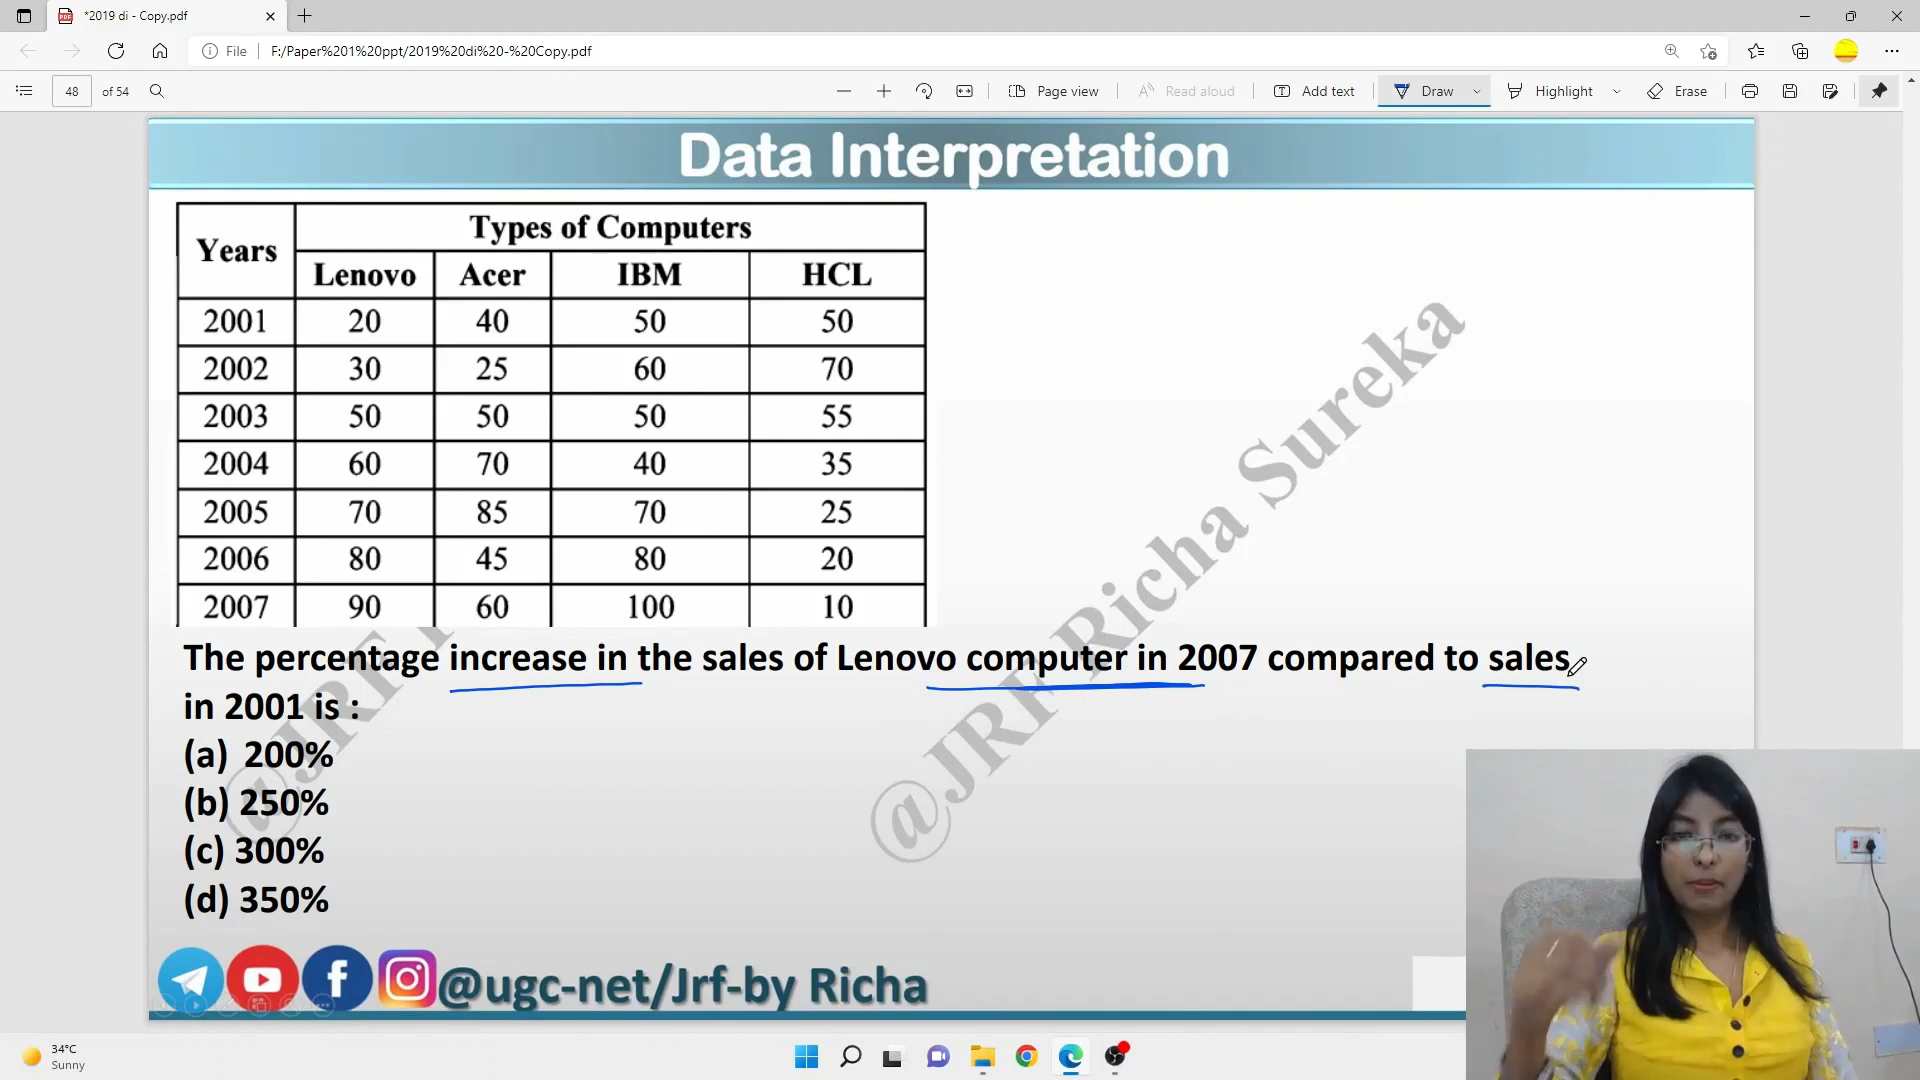 *2019 di - Copy.pdf
File
F:/Paper%201%20ppt/2019%20di%20-%20Copy.pdf
48
of 54
Page view
Read aloud
Add text
Draw
Highlight
Erase
Data Interpretation
Years
Types of Computers
Lenovo Acer IBM HCL
2001 20 40 50 50
2002 30 25 60 70
2003 50 50 50 55
2004 60 70 40 35
2005 70 85 70 25
2006 80 45 80 20
2007 90 60 100 10
The percentage increase in the sales of Lenovo computer in 2007 compared to sales
in 2001 is :
(a) 200%
(b) 250%
(c) 300%
(d) 350%
@JRF Richa Sureka
@ugc-net/Jrf-by Richa
34°C
Sunny